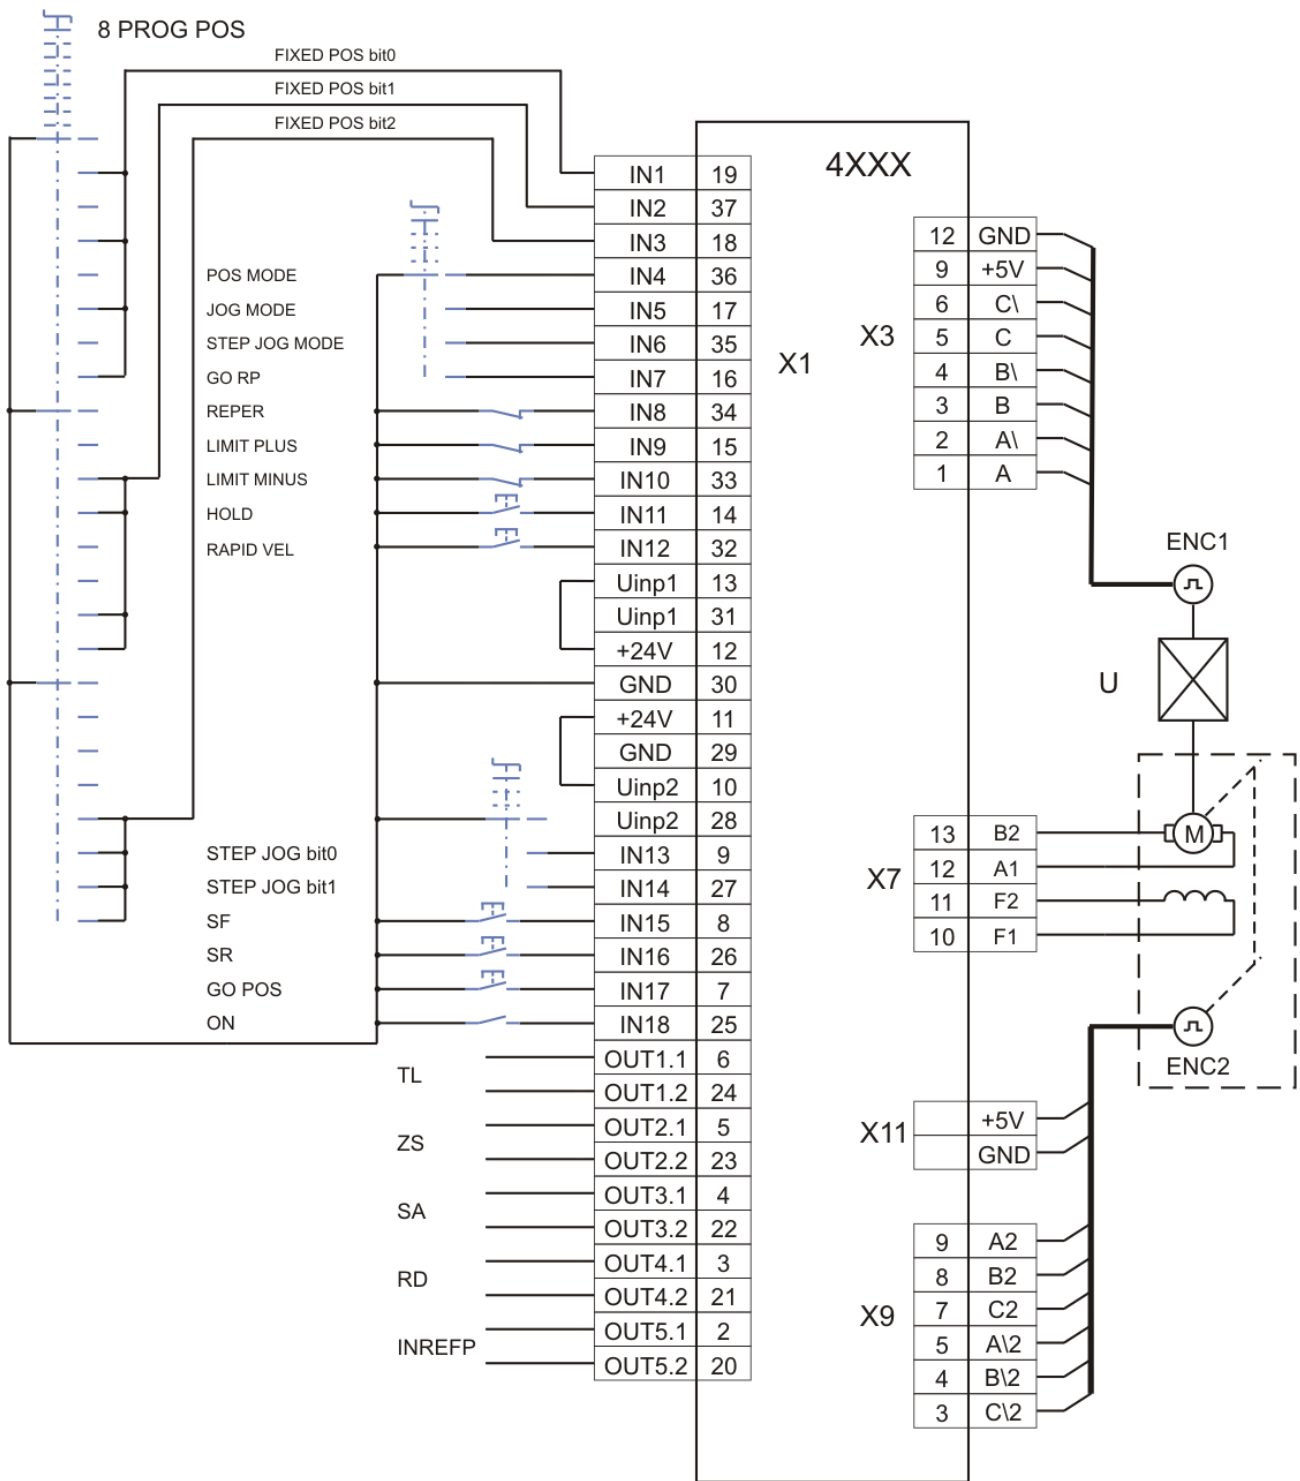 8 PROG POS
FIXED POS bit0
FIXED POS bit1
FIXED POS bit2
4XXX
IN1 19
IN2 37
IN3 18
POS MODE IN4 36
JOG MODE IN5 17
STEP JOG MODE IN6 35
GO RP IN7 16
REPER IN8 34
LIMIT PLUS IN9 15
LIMIT MINUS IN10 33
HOLD IN11 14
RAPID VEL IN12 32
Uinp1 13
Uinp1 31
+24V 12
GND 30
+24V 11
GND 29
Uinp2 10
Uinp2 28
STEP JOG bit0 IN13 9
STEP JOG bit1 IN14 27
SF IN15 8
SR IN16 26
GO POS IN17 7
ON IN18 25
TL
OUT1.1 6
OUT1.2 24
ZS
OUT2.1 5
OUT2.2 23
SA
OUT3.1 4
OUT3.2 22
RD
OUT4.1 3
OUT4.2 21
INREFP
OUT5.1 2
OUT5.2 20
X1
X3
12 GND
9 +5V
6 C\
5 C
4 B\
3 B
2 A\
1 A
ENC1
U
M
X7
13 B2
12 A1
11 F2
10 F1
ENC2
X11
+5V
GND
X9
9 A2
8 B2
7 C2
5 A\2
4 B\2
3 C\2